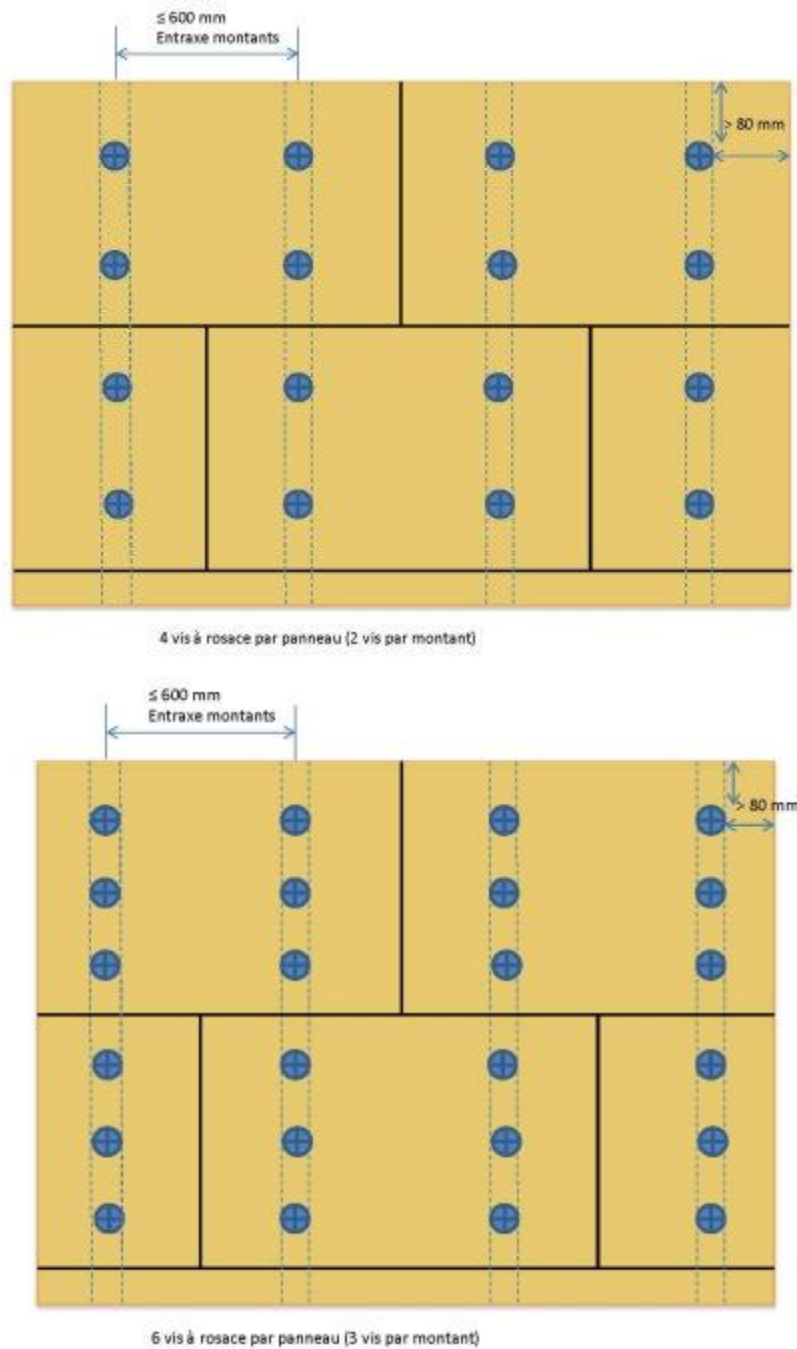 ≤ 600 mm
Entraxe montants
> 80 mm
4 vis à rosace par panneau (2 vis par montant)
≤ 600 mm
Entraxe montants
> 80 mm
6 vis à rosace par panneau (3 vis par montant)